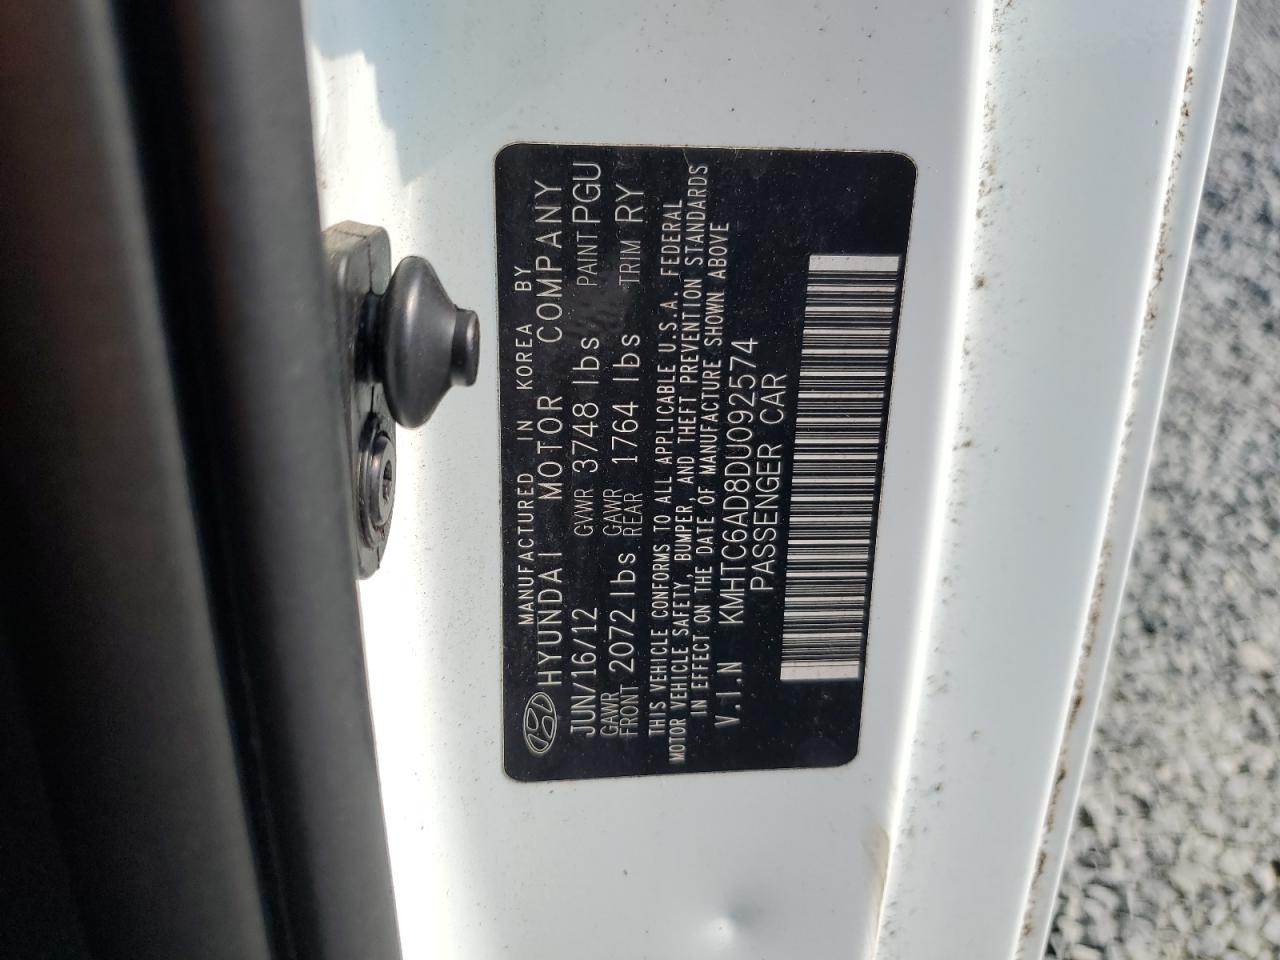 MANUFACTURED IN KOREA BY
HYUNDAI MOTOR COMPANY
JUN/16/12 GVWR 3748 lbs PAINT PGU
GAWR FRONT 2072 lbs GAWR REAR 1764 lbs TRIM RY
THIS VEHICLE CONFORMS TO ALL APPLICABLE U.S.A. FEDERAL
MOTOR VEHICLE SAFETY, BUMPER, AND THEFT PREVENTION STANDARDS
IN EFFECT ON THE DATE OF MANUFACTURE SHOWN ABOVE
V.I.N KMHTC6AD8DU092574
PASSENGER CAR